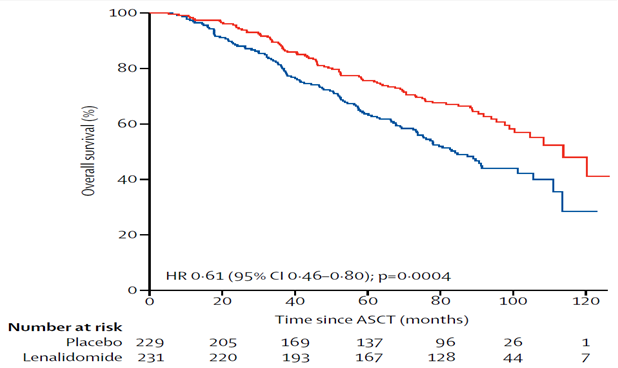 Overall survival (%)
100
80
60
40
20
0
HR 0·61 (95% CI 0·46–0·80); p=0·0004
0 20 40 60 80 100 120
Time since ASCT (months)
Number at risk
Placebo 229 205 169 137 96 26 1
Lenalidomide 231 220 193 167 128 44 7